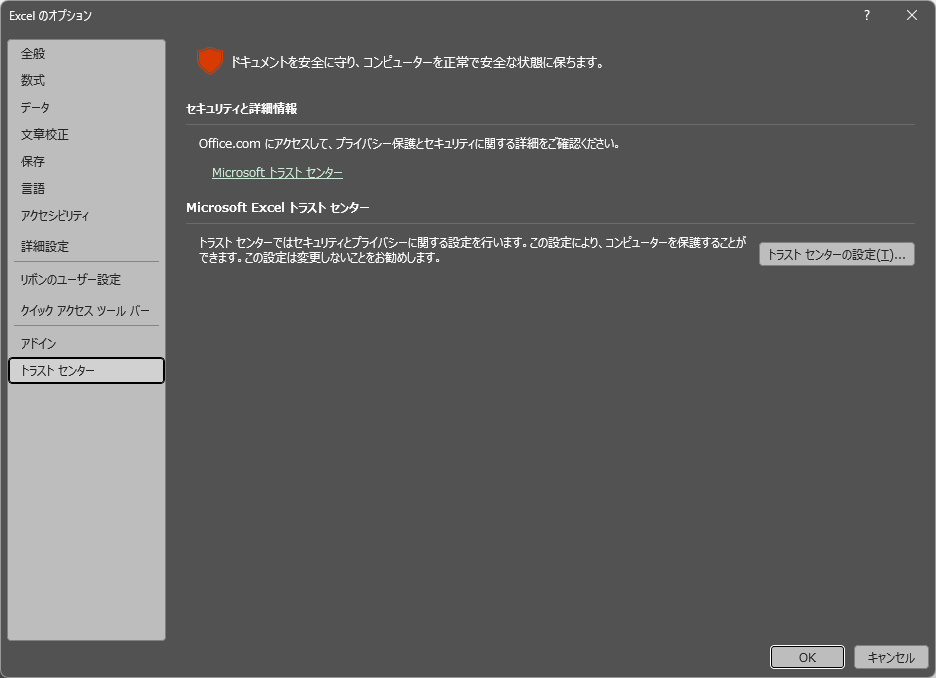 Excel のオプション
?
全般
数式
データ
文章校正
保存
言語
アクセシビリティ
詳細設定
リボンのユーザー設定
クイック アクセス ツール バー
アドイン
トラスト センター
ドキュメントを安全に守り、コンピューターを正常で安全な状態に保ちます。
セキュリティと詳細情報
Office.com にアクセスして、プライバシー保護とセキュリティに関する詳細をご確認ください。
Microsoft トラスト センター
Microsoft Excel トラスト センター
トラスト センターではセキュリティとプライバシーに関する設定を行います。この設定により、コンピューターを保護することが
できます。この設定は変更しないことをお勧めします。
トラスト センターの設定(T)...
OK
キャンセル